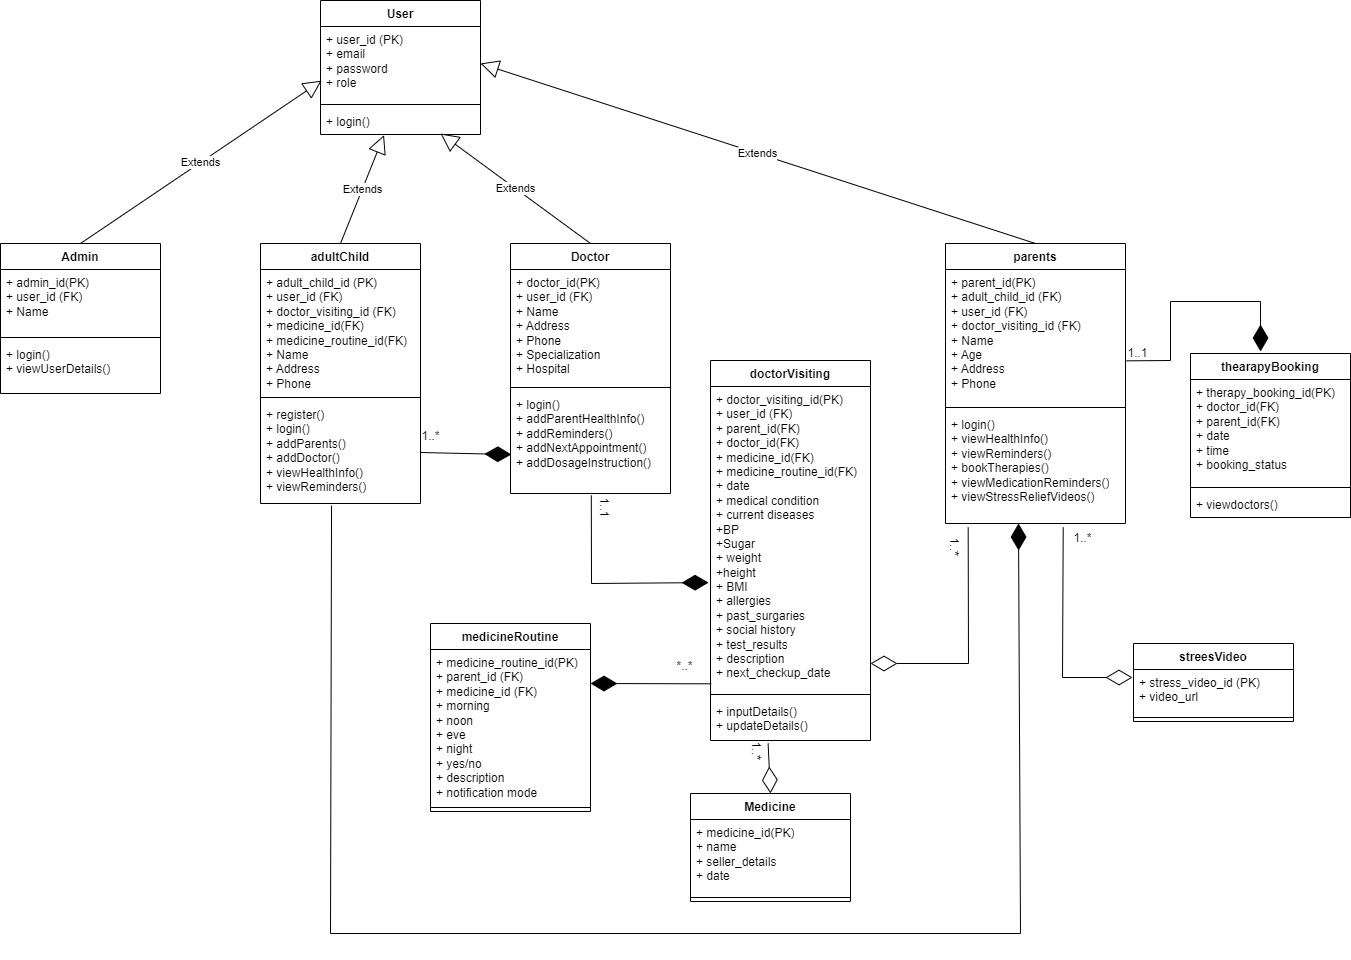 User
+ user_id (PK)
+ email
+ password
+ role
+ login()
Extends
Extends
Extends
Extends
Admin
+ admin_id(PK)
+ user_id (FK)
+ Name
+ login()
+ viewUserDetails()
adultChild
+ adult_child_id (PK)
+ user_id (FK)
+ doctor_visiting_id (FK)
+ medicine_id(FK)
+ medicine_routine_id(FK)
+ Name
+ Address
+ Phone
+ register()
+ login()
+ addParents()
+ addDoctor()
+ viewHealthInfo()
+ viewReminders()
1..*
Doctor
+ doctor_id(PK)
+ user_id (FK)
+ Name
+ Address
+ Phone
+ Specialization
+ Hospital
+ login()
+ addParentHealthInfo()
+ addReminders()
+ addNextAppointment()
+ addDosageInstruction()
1..1
doctorVisiting
+ doctor_visiting_id(PK)
+ user_id (FK)
+ parent_id(FK)
+ doctor_id(FK)
+ medicine_id(FK)
+ medicine_routine_id(FK)
+ date
+ medical condition
+ current diseases
+BP
+Sugar
+ weight
+height
+ BMI
+ allergies
+ past_surgaries
+ social history
+ test_results
+ description
+ next_checkup_date
+ inputDetails()
+ updateDetails()
1..*
parents
+ parent_id(PK)
+ adult_child_id (FK)
+ user_id (FK)
+ doctor_visiting_id (FK)
+ Name
+ Age
+ Address
+ Phone
+ login()
+ viewHealthInfo()
+ viewReminders()
+ bookTherapies()
+ viewMedicationReminders()
+ viewStressReliefVideos()
1..1
1..*
1..*
thearapyBooking
+ therapy_booking_id(PK)
+ doctor_id(FK)
+ parent_id(FK)
+ date
+ time
+ booking_status
+ viewdoctors()
medicineRoutine
+ medicine_routine_id(PK)
+ parent_id (FK)
+ medicine_id (FK)
+ morning
+ noon
+ eve
+ night
+ yes/no
+ description
+ notification mode
*..*
streesVideo
+ stress_video_id (PK)
+ video_url
Medicine
+ medicine_id(PK)
+ name
+ seller_details
+ date